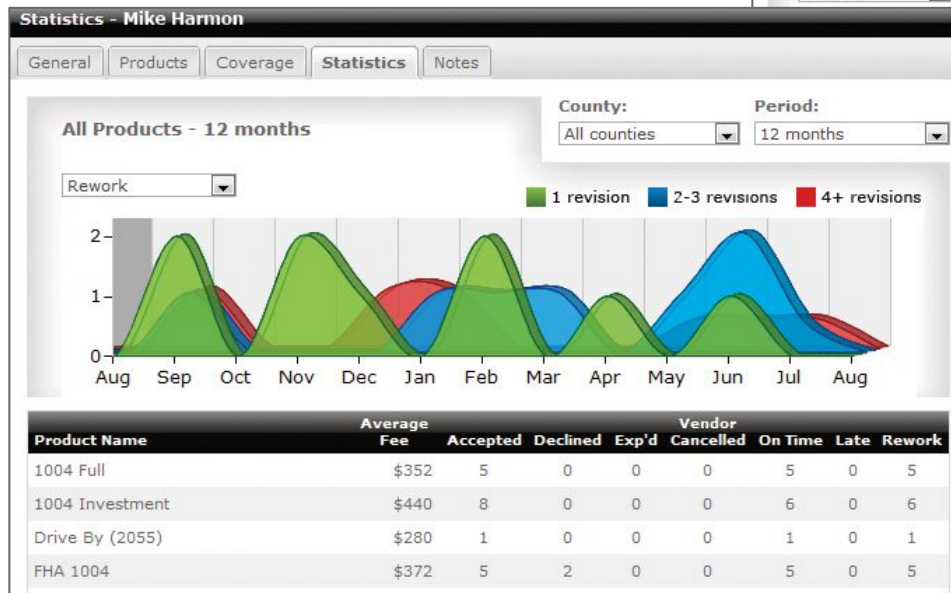 Statistics - Mike Harmon
General Products Coverage Statistics Notes
County: Period:
All Products - 12 months
All counties 12 months
Rework
1 revision 2-3 revisions 4+ revisions
2
1
0
Aug Sep Oct Nov Dec Jan Feb Mar Apr May Jun Jul Aug
Average Vendor
Product Name Fee Accepted Declined Exp'd Cancelled On Time Late Rework
1004 Full $352 5 0 0 0 5 0 5
1004 Investment $440 8 0 0 0 6 0 6
Drive By (2055) $280 1 0 0 0 1 0 1
FHA 1004 $372 5 2 0 0 5 0 5